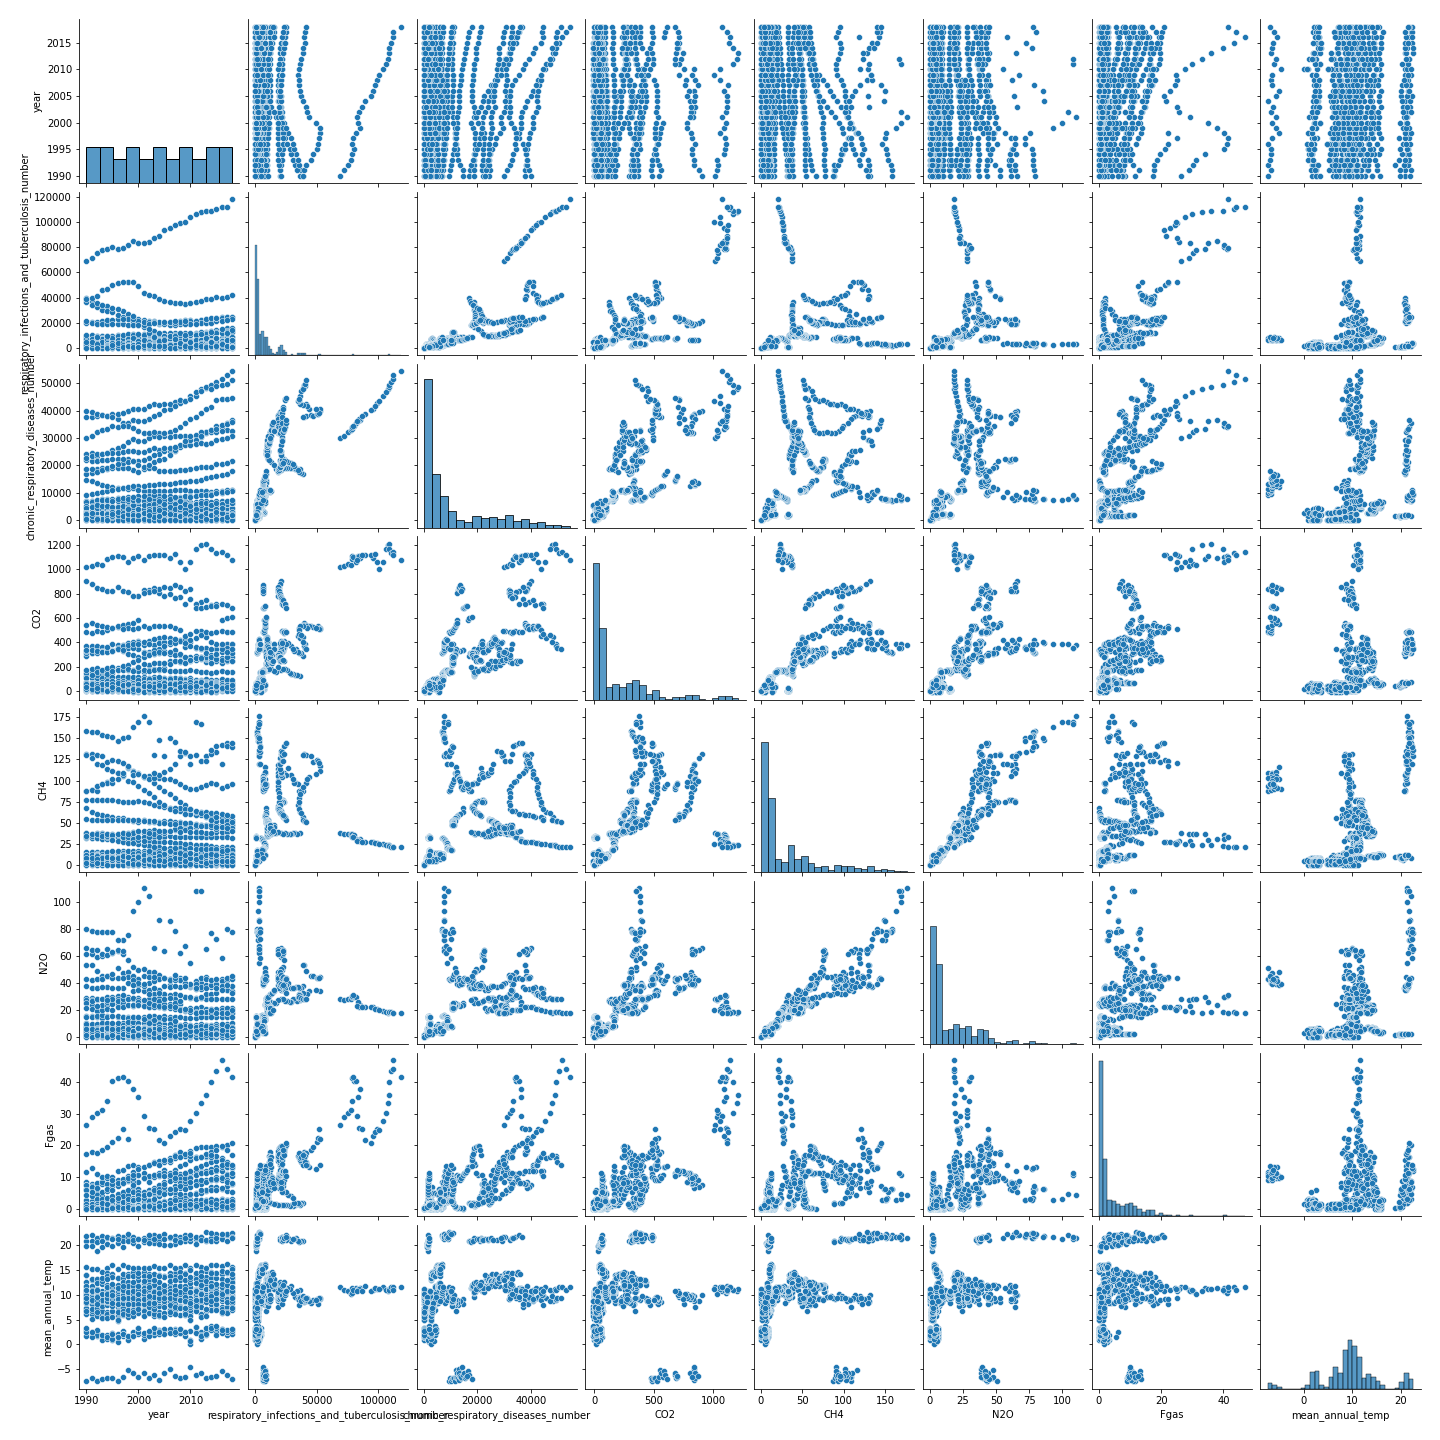 year
2015
2010
2005
2000
1995
1990
respiratory_infections_and_tuberculosis_number
120000
100000
80000
60000
40000
20000
0
chronic_respiratory_diseases_number
50000
40000
30000
20000
10000
0
CO2
1200
1000
800
600
400
200
0
CH4
175
150
125
100
75
50
25
0
N2O
100
80
60
40
20
0
Fgas
40
30
20
10
0
mean_annual_temp
20
15
10
5
0
−5
1990 2000 2010
year
0 50000 100000
respiratory_infections_and_tuberculosis_number
0 20000 40000
chronic_respiratory_diseases_number
0 500 1000
CO2
0 50 100 150
CH4
0 25 50 75 100
N2O
0 20 40
Fgas
0 10 20
mean_annual_temp